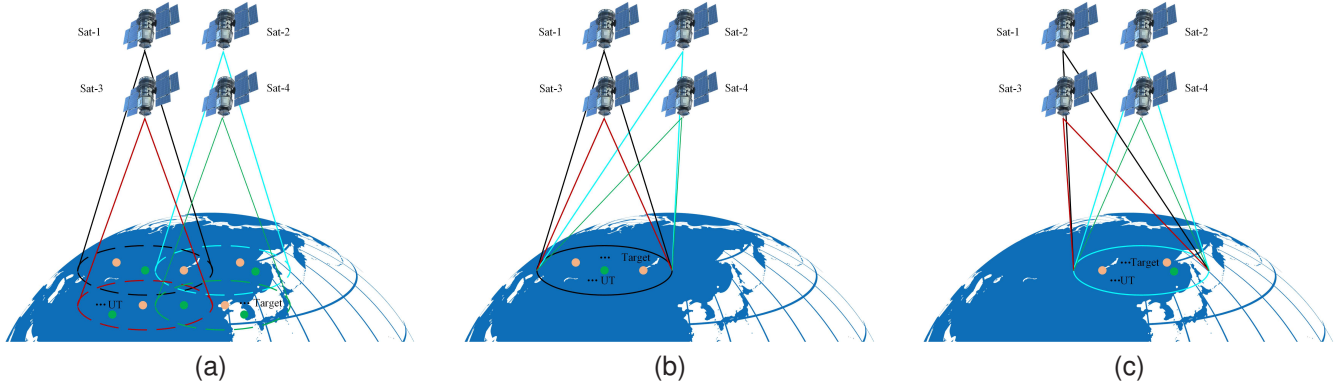 Sat-1
Sat-2
Sat-3
Sat-4
••• UT
••• Target
(a)
Sat-1
Sat-2
Sat-3
Sat-4
••• Target
••• UT
(b)
Sat-1
Sat-2
Sat-3
Sat-4
•••Target
•••UT
(c)